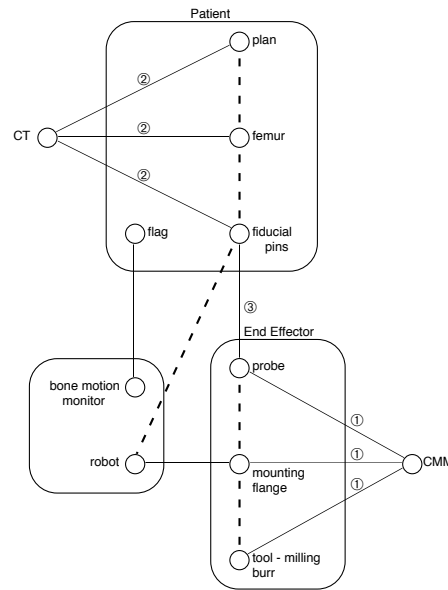 Patient
plan
②
CT
②
femur
②
flag
fiducial
pins
③
End Effector
probe
bone motion
monitor
①
robot
mounting
flange
①
CMM
①
tool - milling
burr